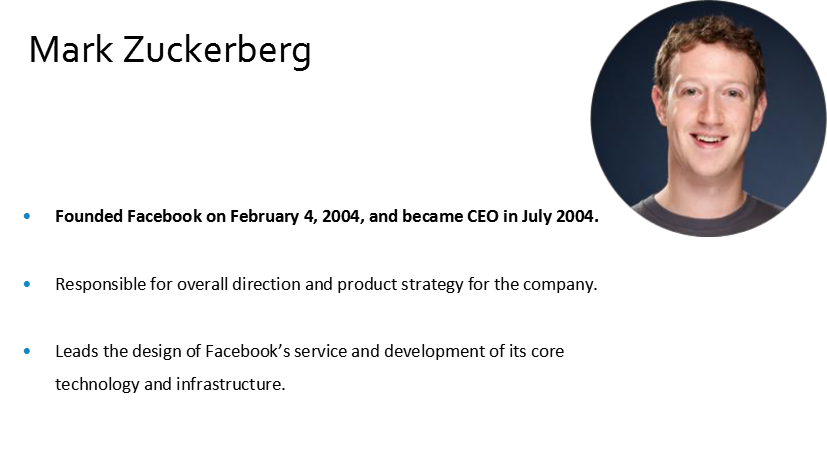 Mark Zuckerberg
• Founded Facebook on February 4, 2004, and became CEO in July 2004.
• Responsible for overall direction and product strategy for the company.
• Leads the design of Facebook’s service and development of its core
technology and infrastructure.